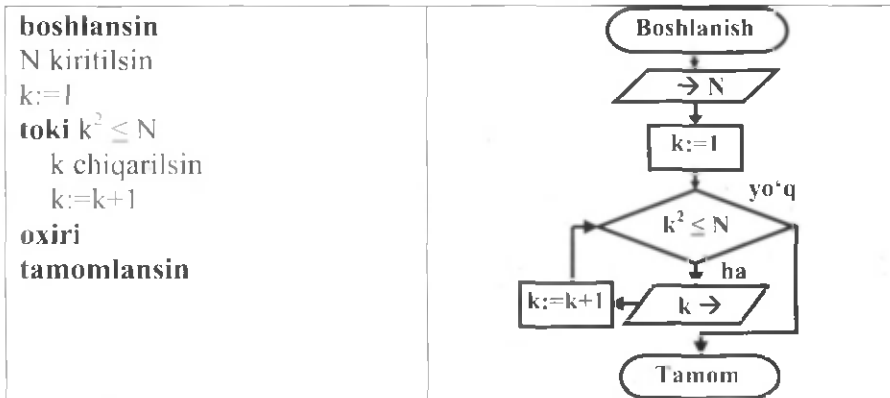 boshlansin
N kiritilsin
k:=1
toki k² ≤ N
k chiqarilsin
k:=k+1
oxiri
tamomlansin
Boshlanish
→ N
k:=1
k² ≤ N
yo‘q
ha
k:=k+1
k →
Tamom